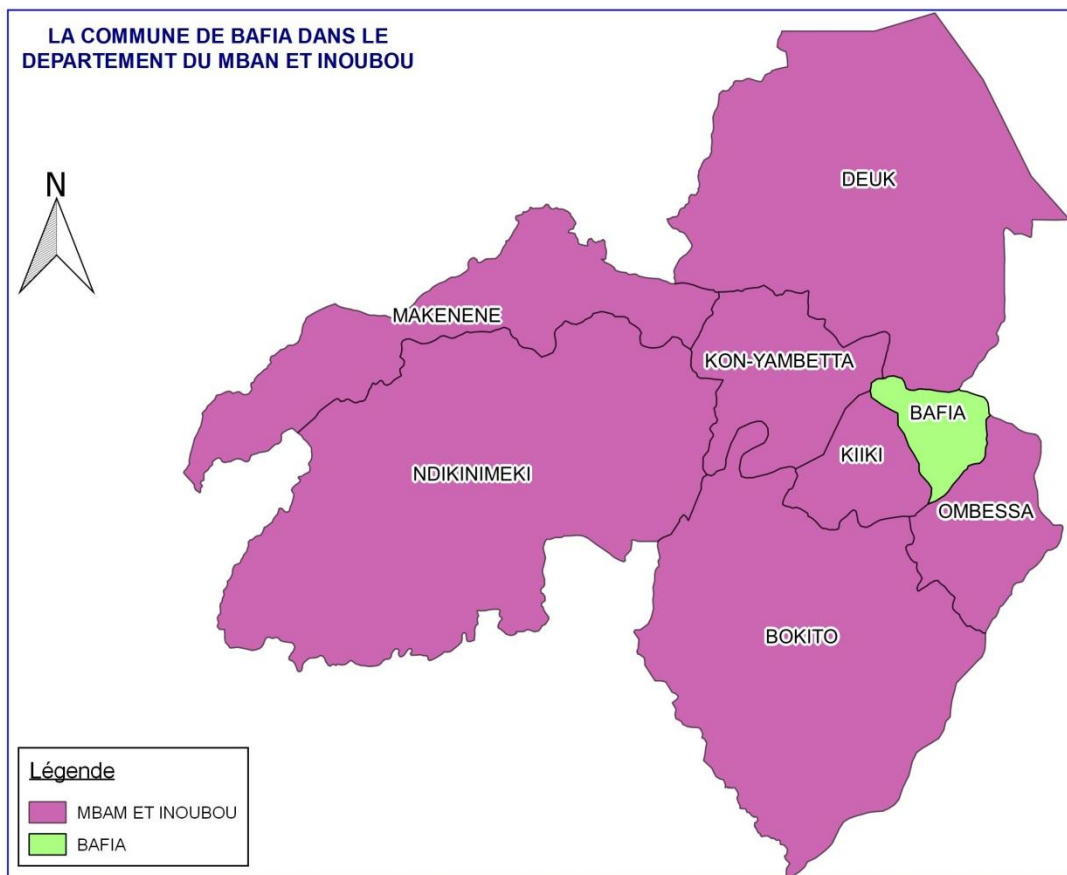 LA COMMUNE DE BAFIA DANS LE
DEPARTEMENT DU MBAN ET INOUBOU
N
DEUK
MAKENENE
KON-YAMBETTA
BAFIA
KIIKI
NDIKINIMEKI
OMBESSA
BOKITO
Légende
MBAM ET INOUBOU
BAFIA